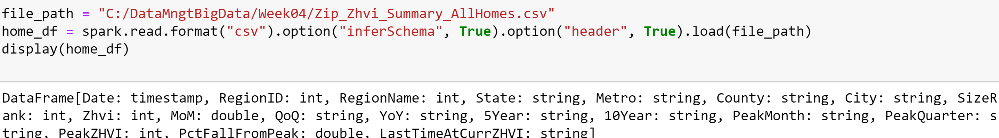 file_path = "C:/DataMngtBigData/Week04/Zip_Zhvi_Summary_AllHomes.csv"
home_df = spark.read.format("csv").option("inferSchema", True).option("header", True).load(file_path)
display(home_df)
DataFrame[Date: timestamp, RegionID: int, RegionName: int, State: string, Metro: string, County: string, City: string, SizeR
ank: int, Zhvi: int, MoM: double, QoQ: string, YoY: string, 5Year: string, 10Year: string, PeakMonth: string, PeakQuarter: s
tring, PeakZHVI: int, PctFallFromPeak: double, LastTimeAtCurrZHVI: string]